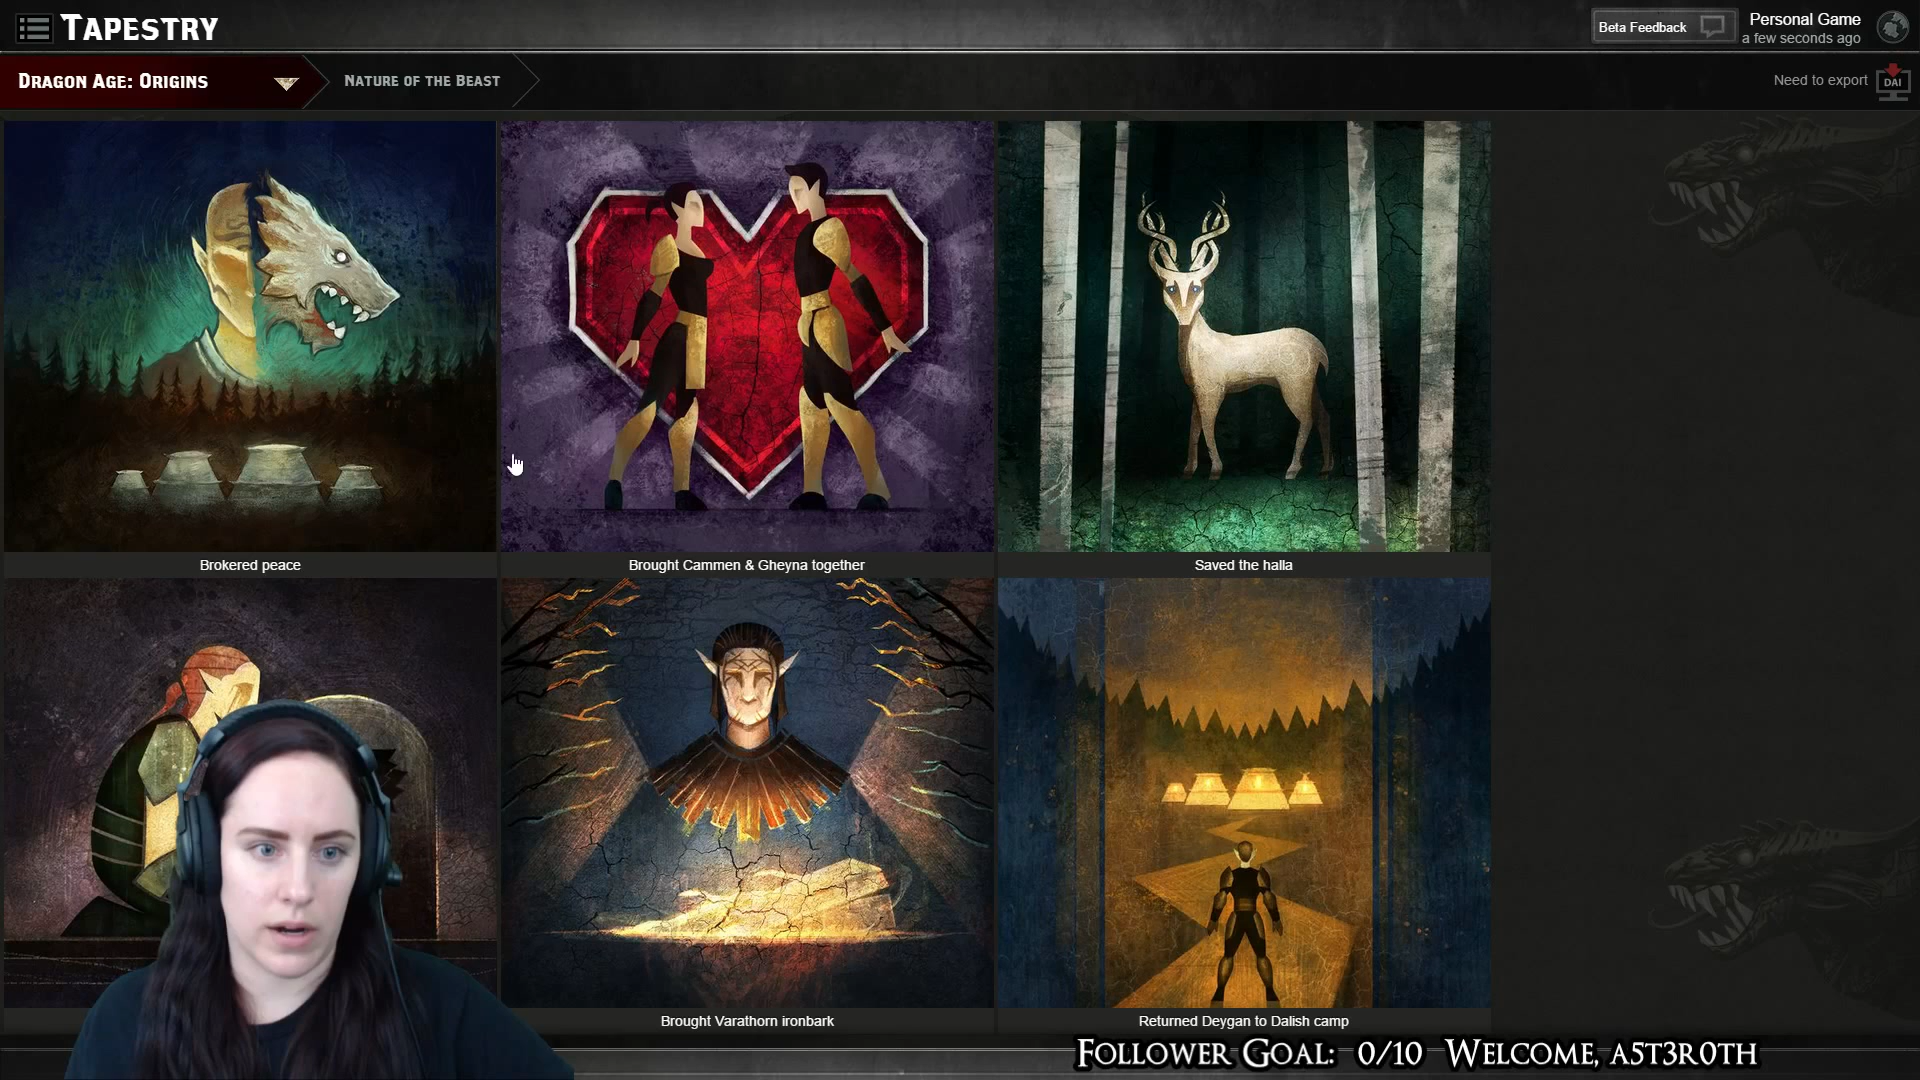 TAPESTRY
Beta Feedback
Personal Game
a few seconds ago
DRAGON AGE: ORIGINS
NATURE OF THE BEAST
Need to export
DAI
Brokered peace
Brought Cammen & Gheyna together
Saved the halla
Brought Varathorn ironbark
Returned Deygan to Dalish camp
FOLLOWER GOAL: 0/10 WELCOME, A5T3R0TH